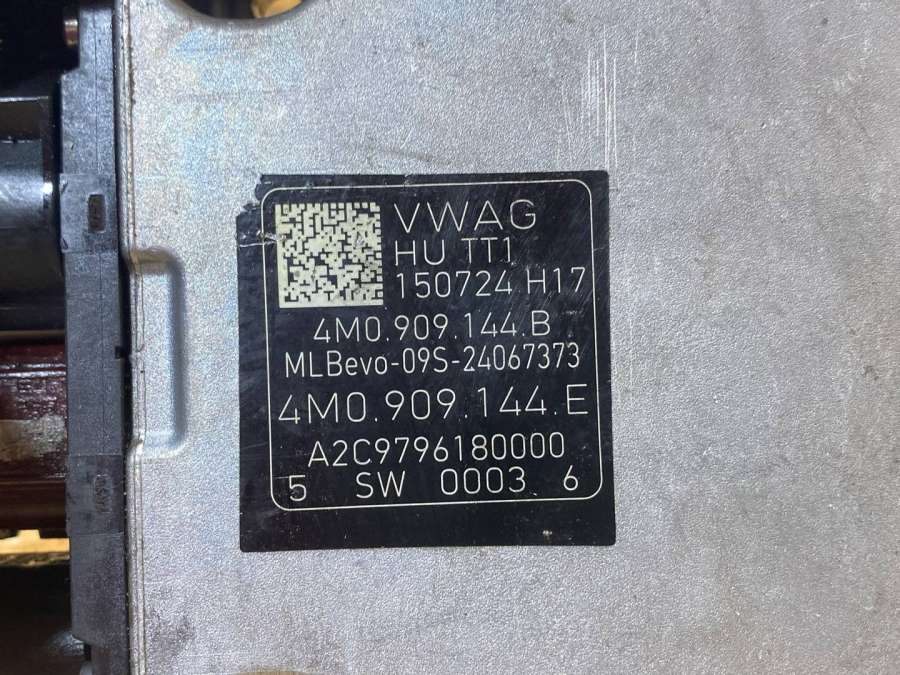 VWAG
HU TT1
150724 H17
4M0.909.144.B
MLBevo-09S-24067373
4M0.909.144.E
A2C9796180000
5 SW 0003 6